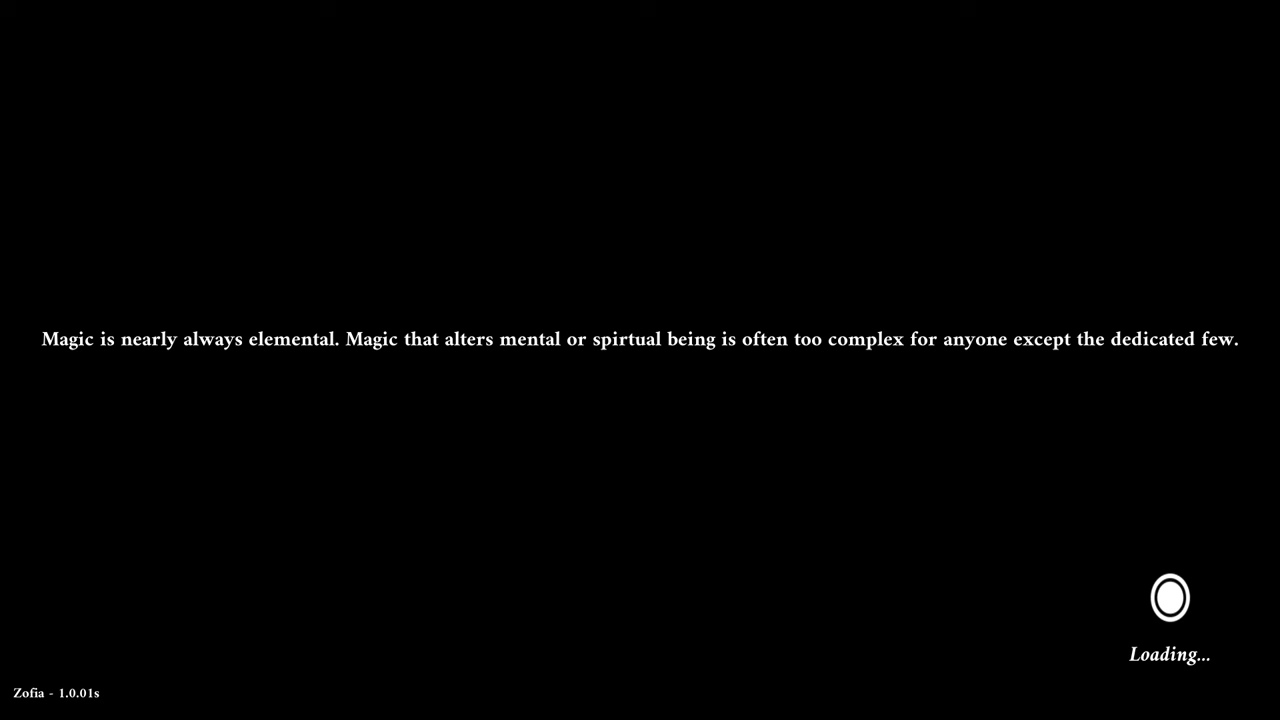 Magic is nearly always elemental. Magic that alters mental or spirtual being is often too complex for anyone except the dedicated few.
Loading...
Zofia - 1.0.01s